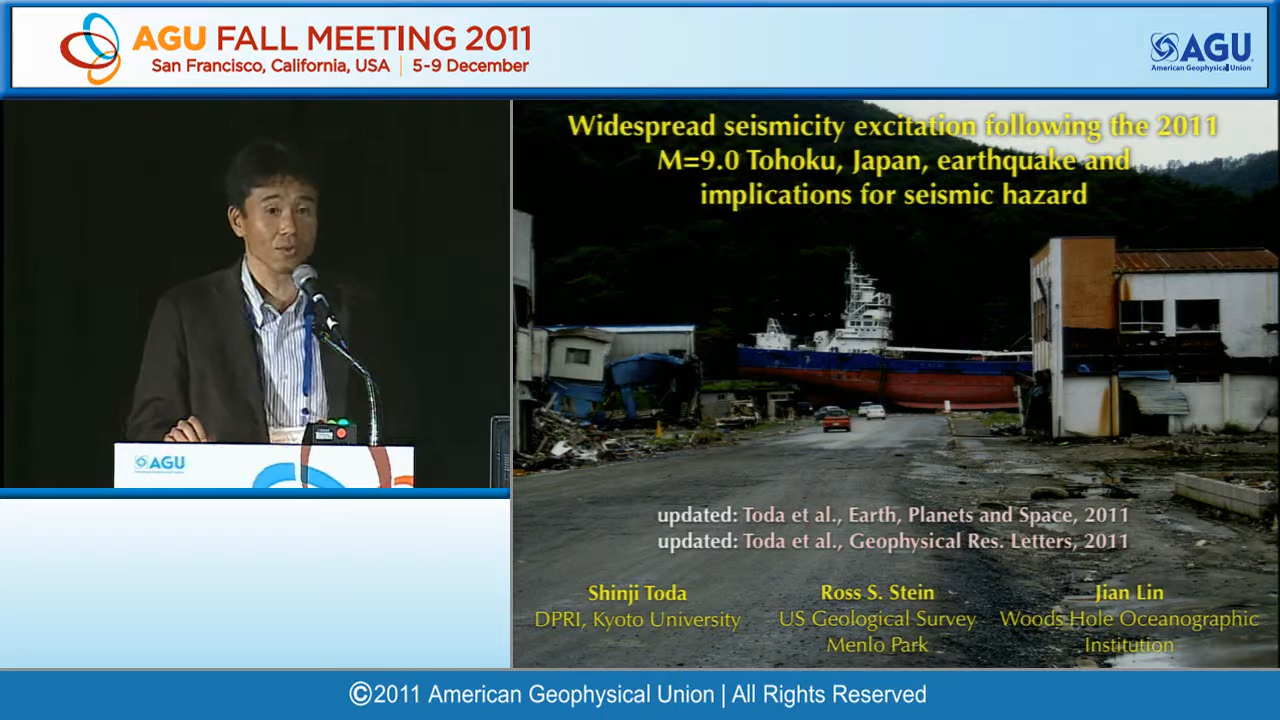 AGU FALL MEETING 2011
San Francisco, California, USA | 5-9 December
AGU
American Geophysical Union
Widespread seismicity excitation following the 2011
M=9.0 Tohoku, Japan, earthquake and
implications for seismic hazard
AGU
updated: Toda et al., Earth, Planets and Space, 2011
updated: Toda et al., Geophysical Res. Letters, 2011
Shinji Toda
DPRI, Kyoto University
Ross S. Stein
US Geological Survey
Menlo Park
Jian Lin
Woods Hole Oceanographic
Institution
©2011 American Geophysical Union | All Rights Reserved